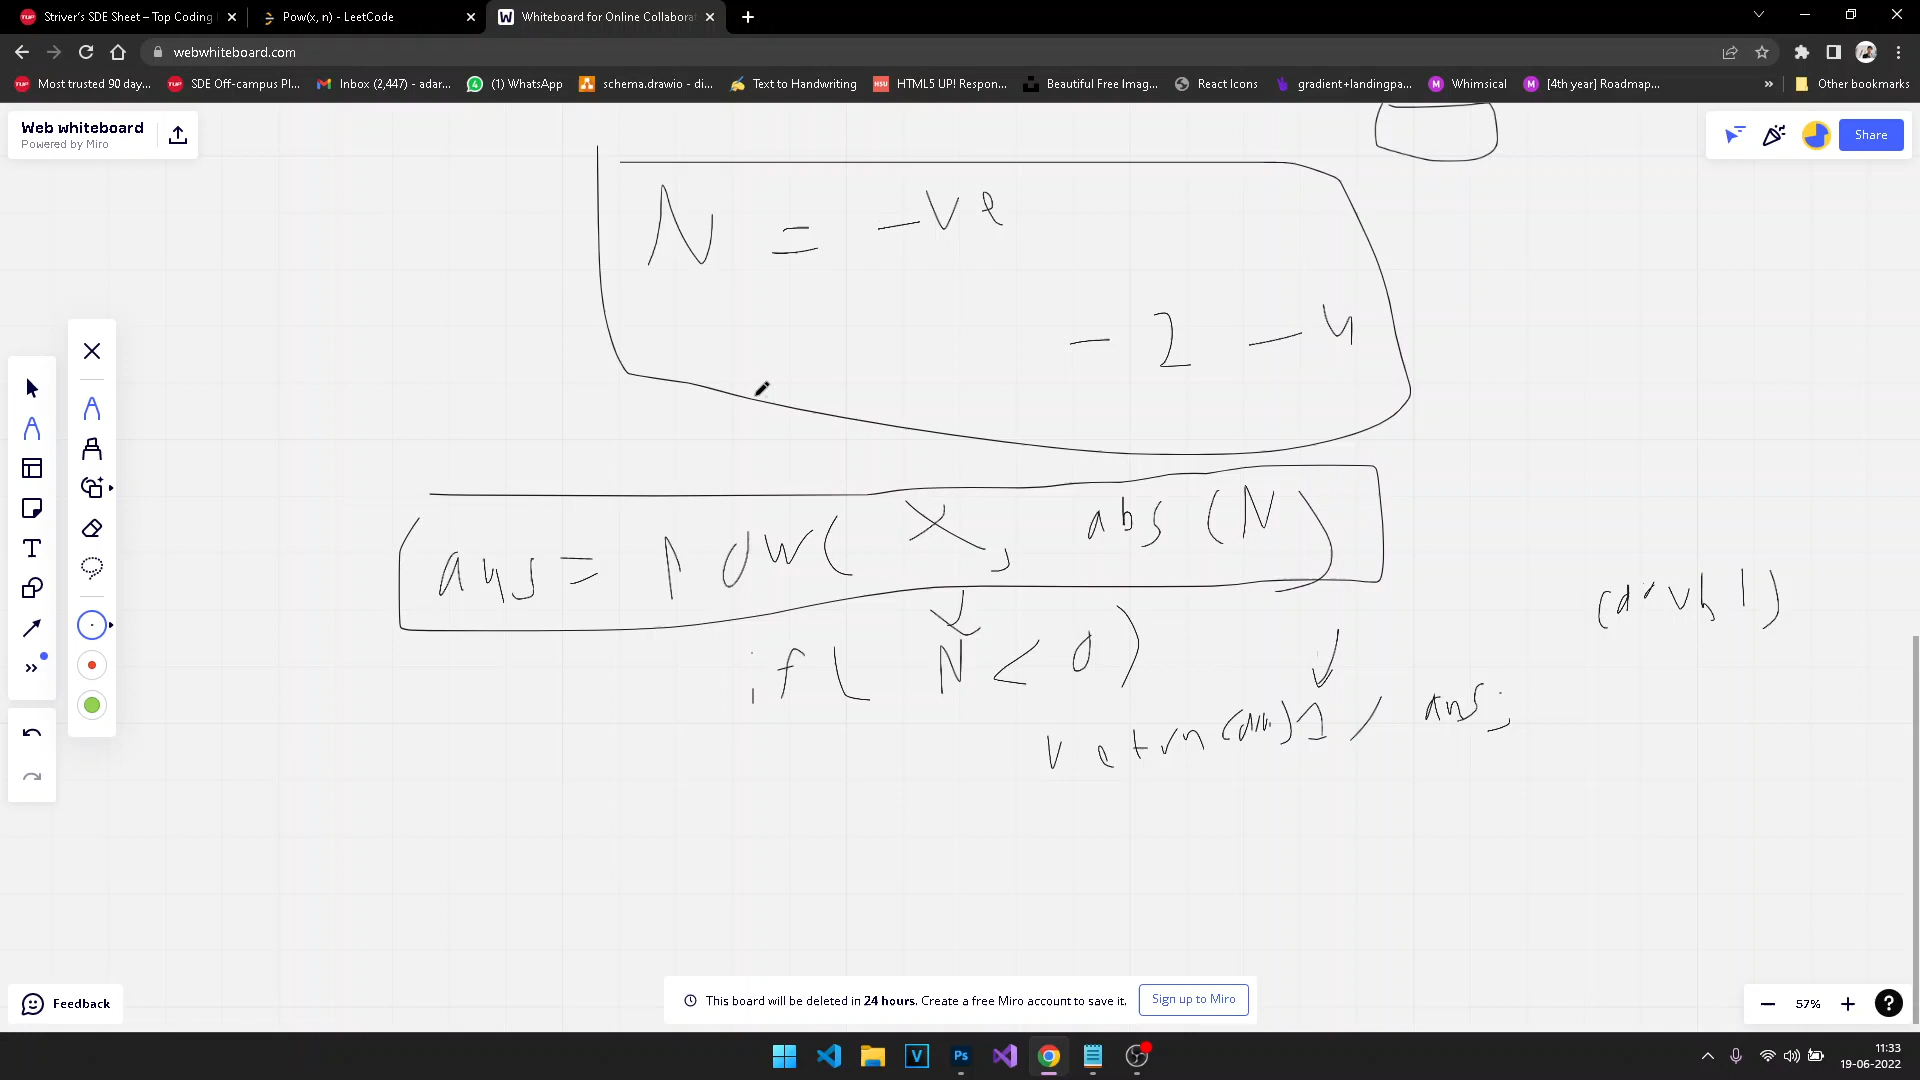 Striver's SDE Sheet – Top Coding
Pow(x, n) - LeetCode
Whiteboard for Online Collabora
webwhiteboard.com
Most trusted 90 day...
SDE Off-campus Pl...
Inbox (2,447) - adar...
(1) WhatsApp
schema.drawio - di...
Text to Handwriting
HTML5 UP! Respon...
Beautiful Free Imag...
React Icons
gradient+landingpa...
Whimsical
[4th year] Roadmap...
»
Other bookmarks
Web whiteboard
Powered by Miro
Share
N = -ve
- 2 - 4
ans = pow( x, abs (N)
if( N < 0 )
return 1 / ans;
Feedback
This board will be deleted in 24 hours. Create a free Miro account to save it.
Sign up to Miro
57%
11:33
19-06-2022